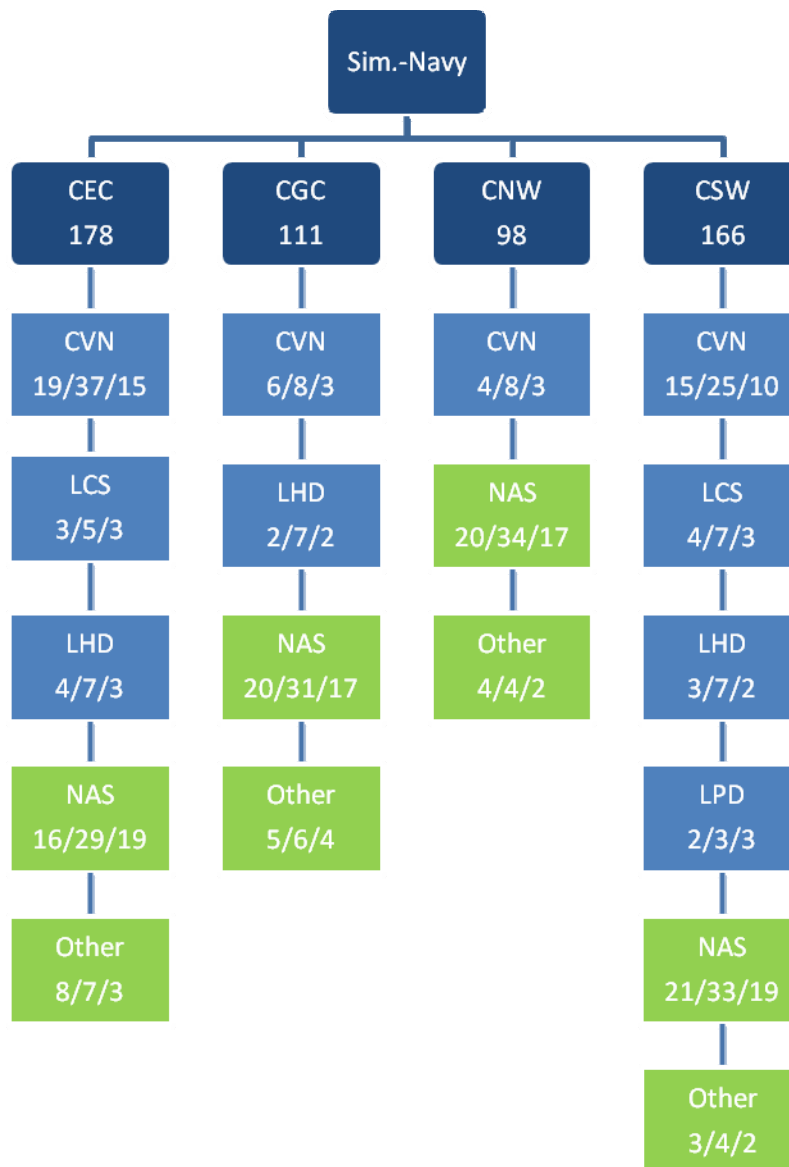 Sim.-Navy
CEC
178
CVN
19/37/15
LCS
3/5/3
LHD
4/7/3
NAS
16/29/19
Other
8/7/3
CGC
111
CVN
6/8/3
LHD
2/7/2
NAS
20/31/17
Other
5/6/4
CNW
98
CVN
4/8/3
NAS
20/34/17
Other
4/4/2
CSW
166
CVN
15/25/10
LCS
4/7/3
LHD
3/7/2
LPD
2/3/3
NAS
21/33/19
Other
3/4/2